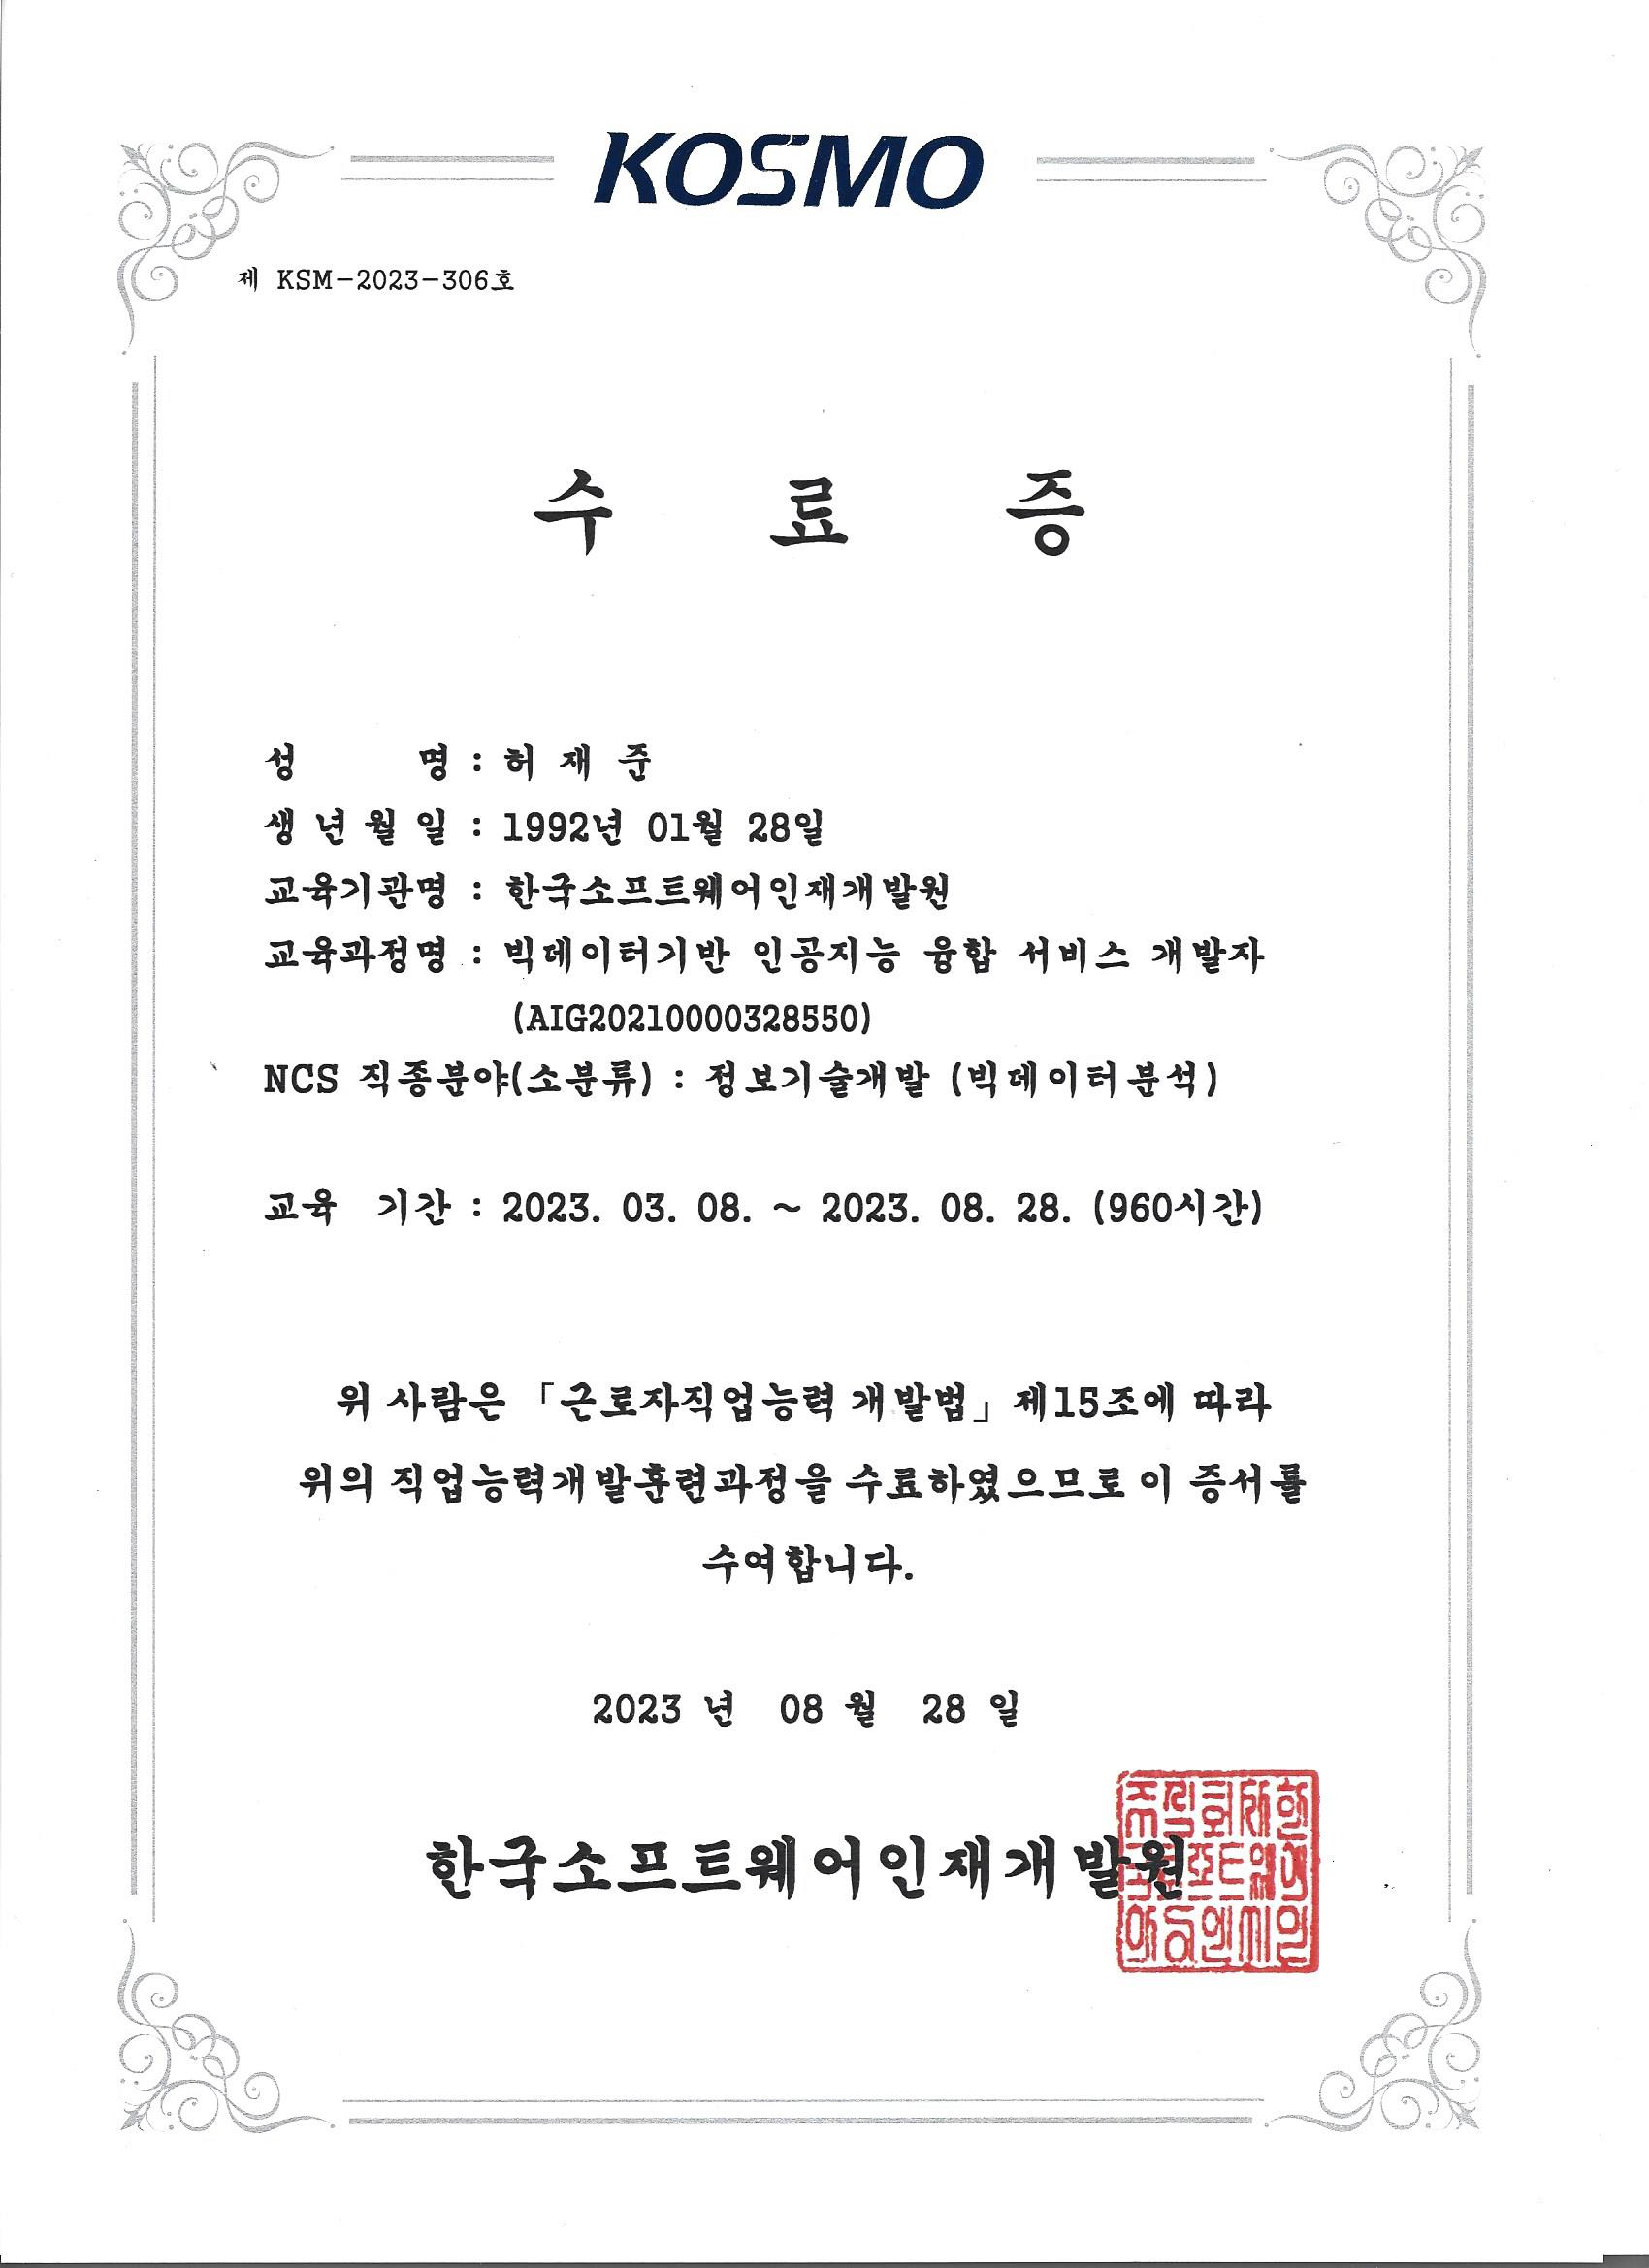 KOSMO
제 KSM-2023-306호
수 료 증
성 명 : 허 재 준
생 년 월 일 : 1992년 01월 28일
교육기관명 : 한국소프트웨어인재개발원
교육과정명 : 빅데이터기반 인공지능 융합 서비스 개발자
(AIG20210000328550)
NCS 직종분야(소분류) : 정보기술개발 (빅데이터분석)
교육 기간 : 2023. 03. 08. ~ 2023. 08. 28. (960시간)
위 사람은 「근로자직업능력 개발법」 제15조에 따라
위의 직업능력개발훈련과정을 수료하였으므로 이 증서를
수여합니다.
2023 년 08 월 28 일
한국소프트웨어인재개발원